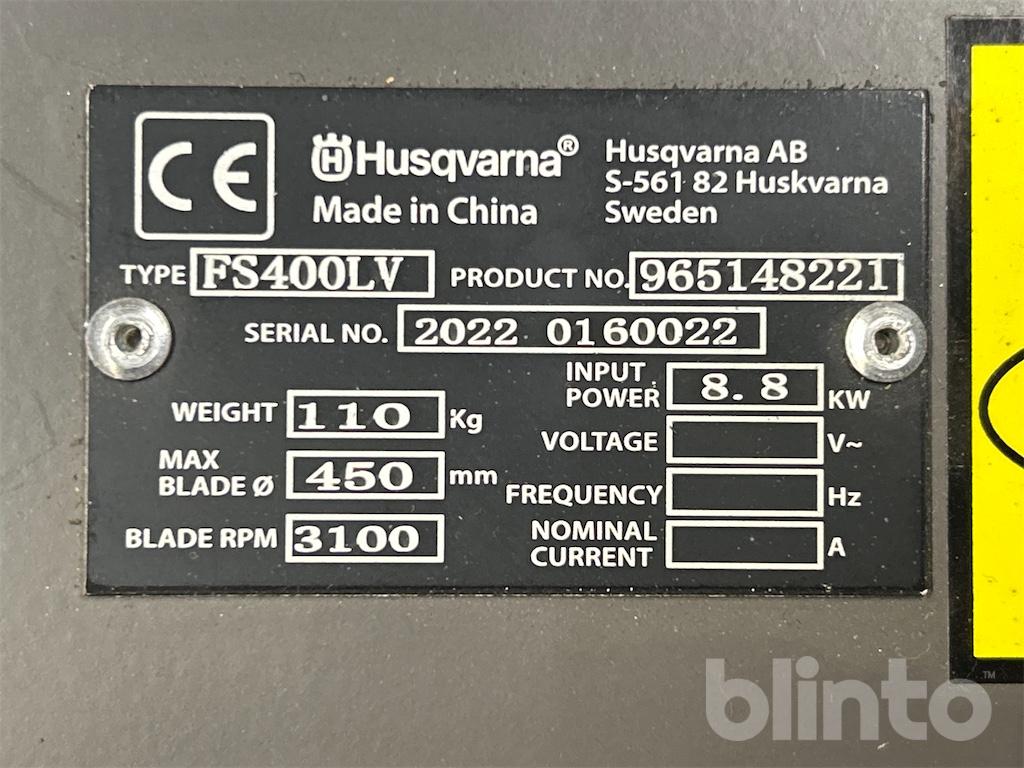 CE
Husqvarna®
Made in China
Husqvarna AB
S-561 82 Huskvarna
Sweden
TYPE FS400LV PRODUCT NO. 965148221
SERIAL NO. 2022 0160022
WEIGHT 110 Kg
MAX
BLADE Ø 450 mm
BLADE RPM 3100
INPUT
POWER 8.8 KW
VOLTAGE V~
FREQUENCY Hz
NOMINAL
CURRENT A
blinto™